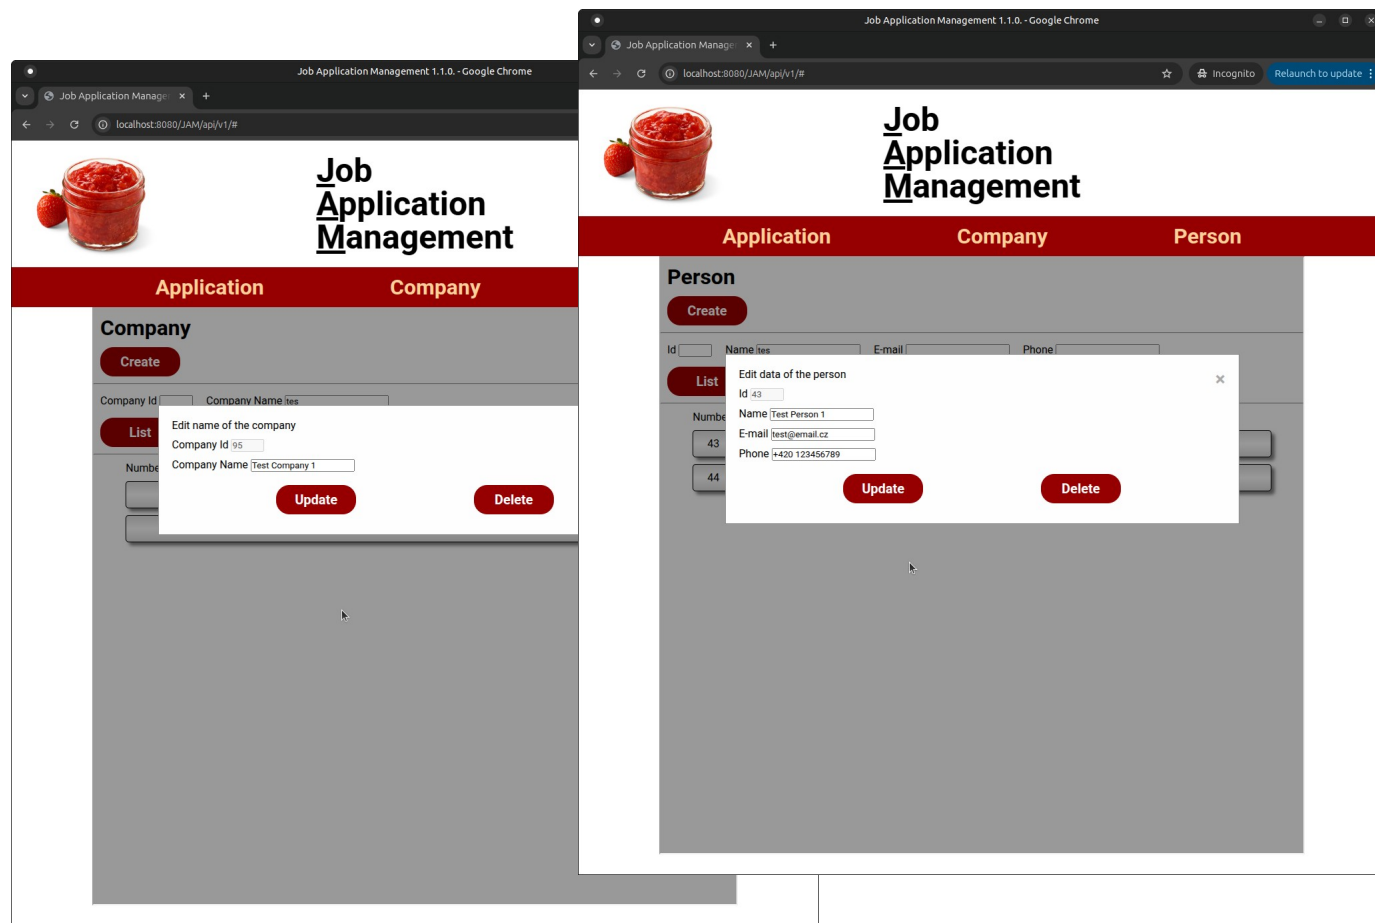 Job Application Management 1.1.0. - Google Chrome
Job Application Manage
localhost:8080/JAM/api/v1/#
Job
Application
Management
Application Company
Company
Create
Company Id Company Name tes
List
Edit name of the company
Company Id 95
Company Name Test Company 1
Update Delete
Job Application Management 1.1.0. - Google Chrome
Job Application Manage
localhost:8080/JAM/api/v1/# Incognito Relaunch to update
Job
Application
Management
Application Company Person
Person
Create
Id Name tes E-mail Phone
List
Edit data of the person
Id 43
Name Test Person 1
E-mail test@email.cz
Phone +420 123456789
43
44
Update Delete